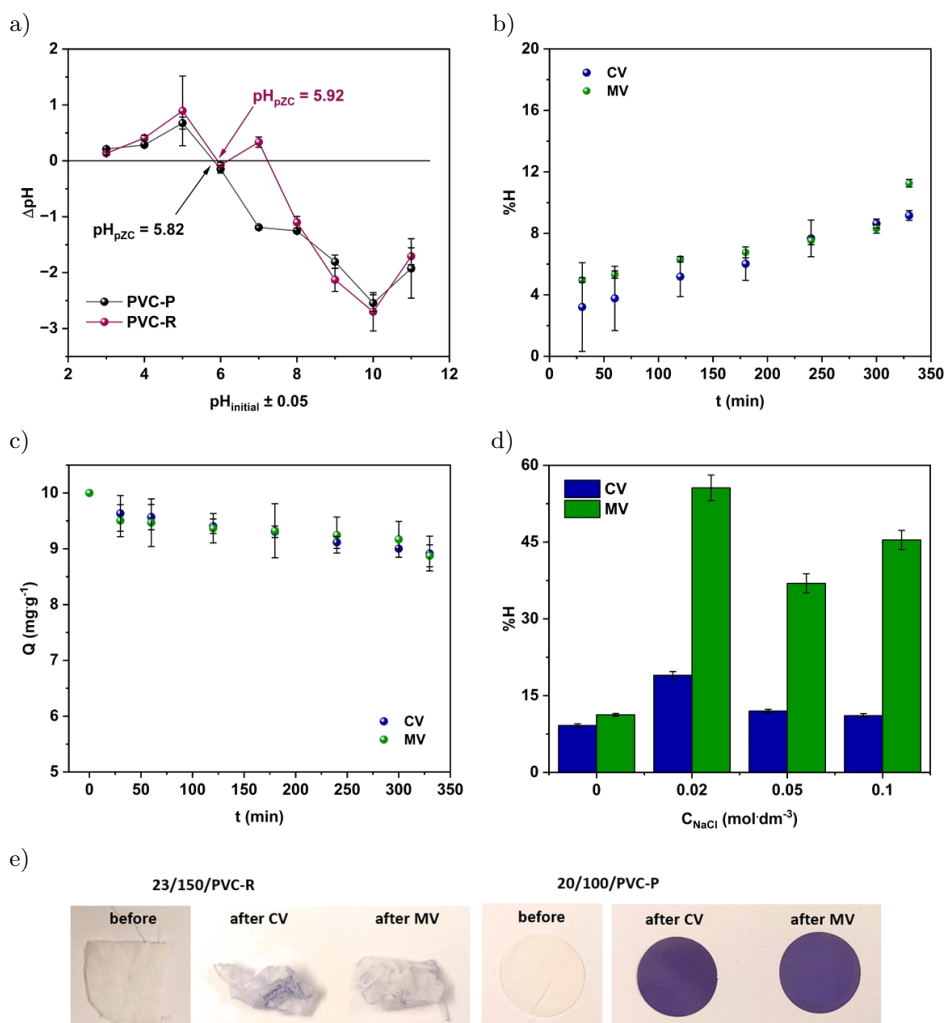 a)
3
2
1
0
−1
−2
−3
ΔpH
pHpZC = 5.92
pHpZC = 5.82
PVC-P
PVC-R
2 4 6 8 10 12
pHinitial ± 0.05
b)
20
16
12
8
4
0
%H
CV
MV
0 50 100 150 200 250 300 350
t (min)
c)
10
9
8
7
6
5
Q (mg·g-1)
CV
MV
0 50 100 150 200 250 300 350
t (min)
d)
60
45
30
15
0
%H
CV
MV
0 0.02 0.05 0.1
CNaCl (mol·dm-3)
e)
23/150/PVC-R 20/100/PVC-P
before after CV after MV before after CV after MV